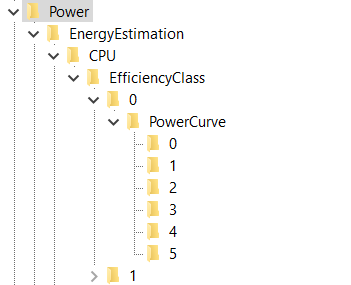 Power
EnergyEstimation
CPU
EfficiencyClass
0
PowerCurve
0
1
2
3
4
5
1